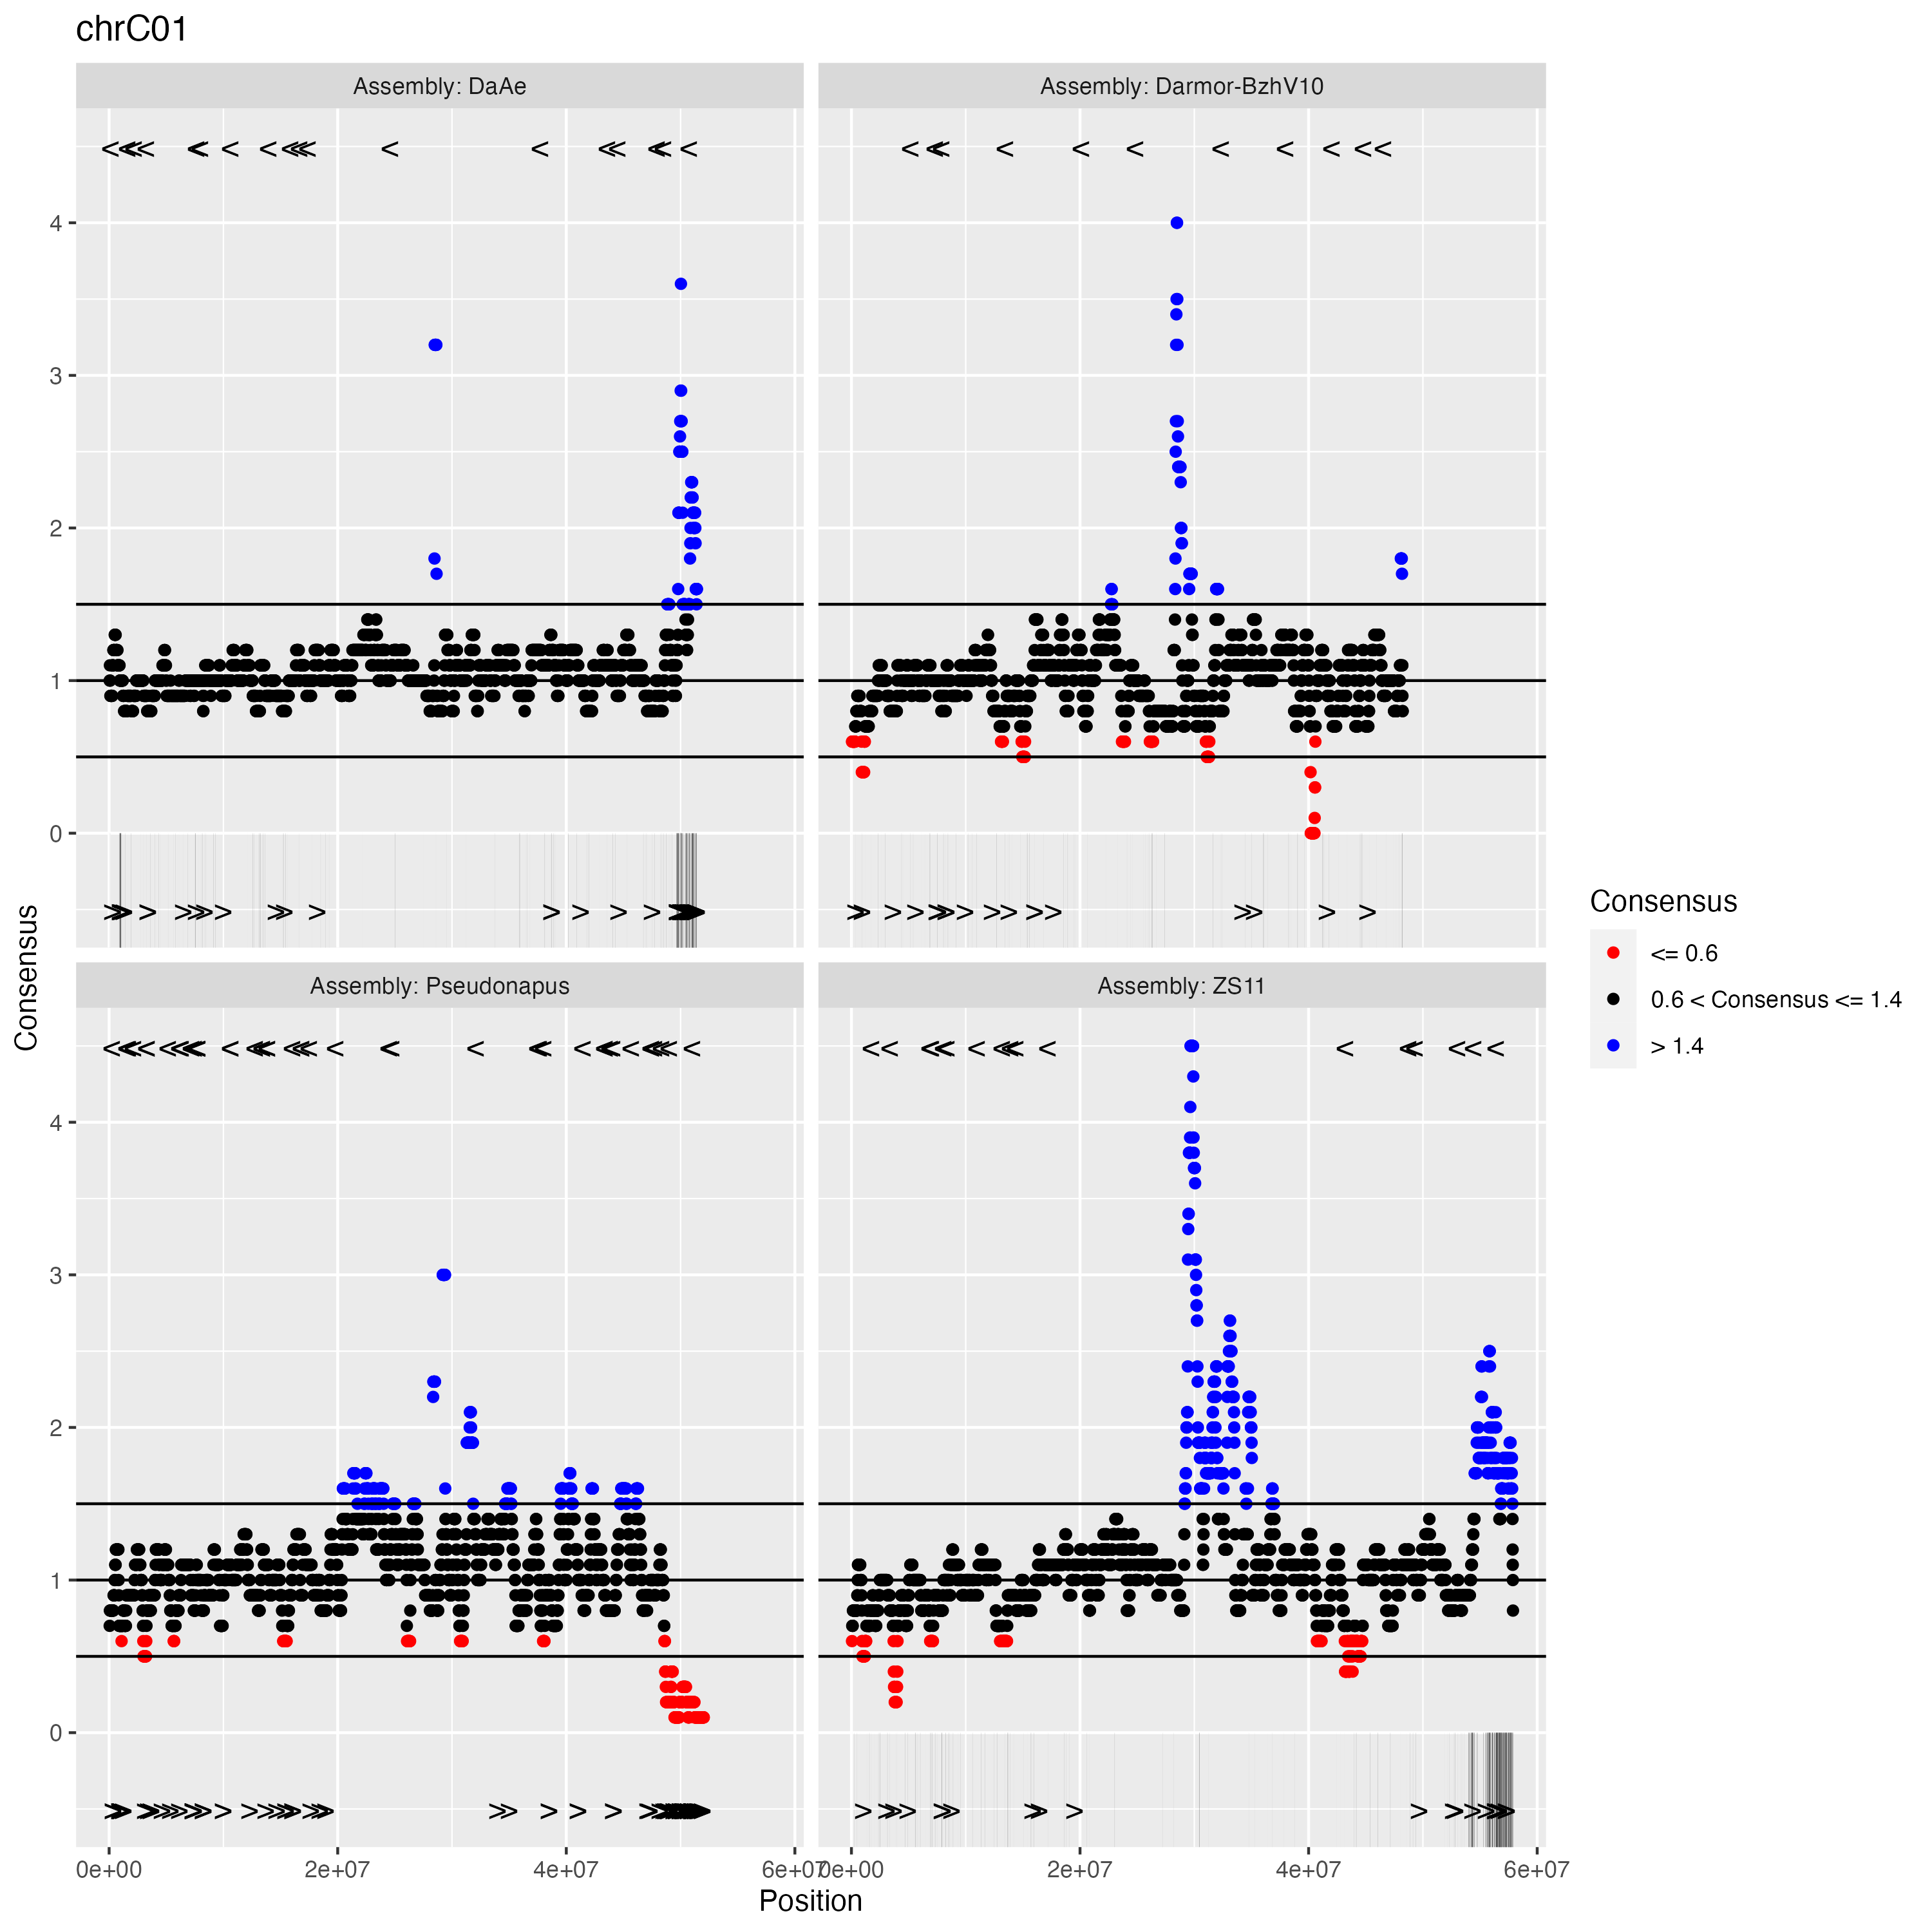 chrC01
Assembly: DaAe
Assembly: Darmor-BzhV10
4
3
2
1
0
Assembly: Pseudonapus
Assembly: ZS11
4
3
2
1
0
Consensus
0e+00
2e+07
4e+07
6e+07
0e+00
2e+07
4e+07
6e+07
Position
Consensus
<= 0.6
0.6 < Consensus <= 1.4
> 1.4